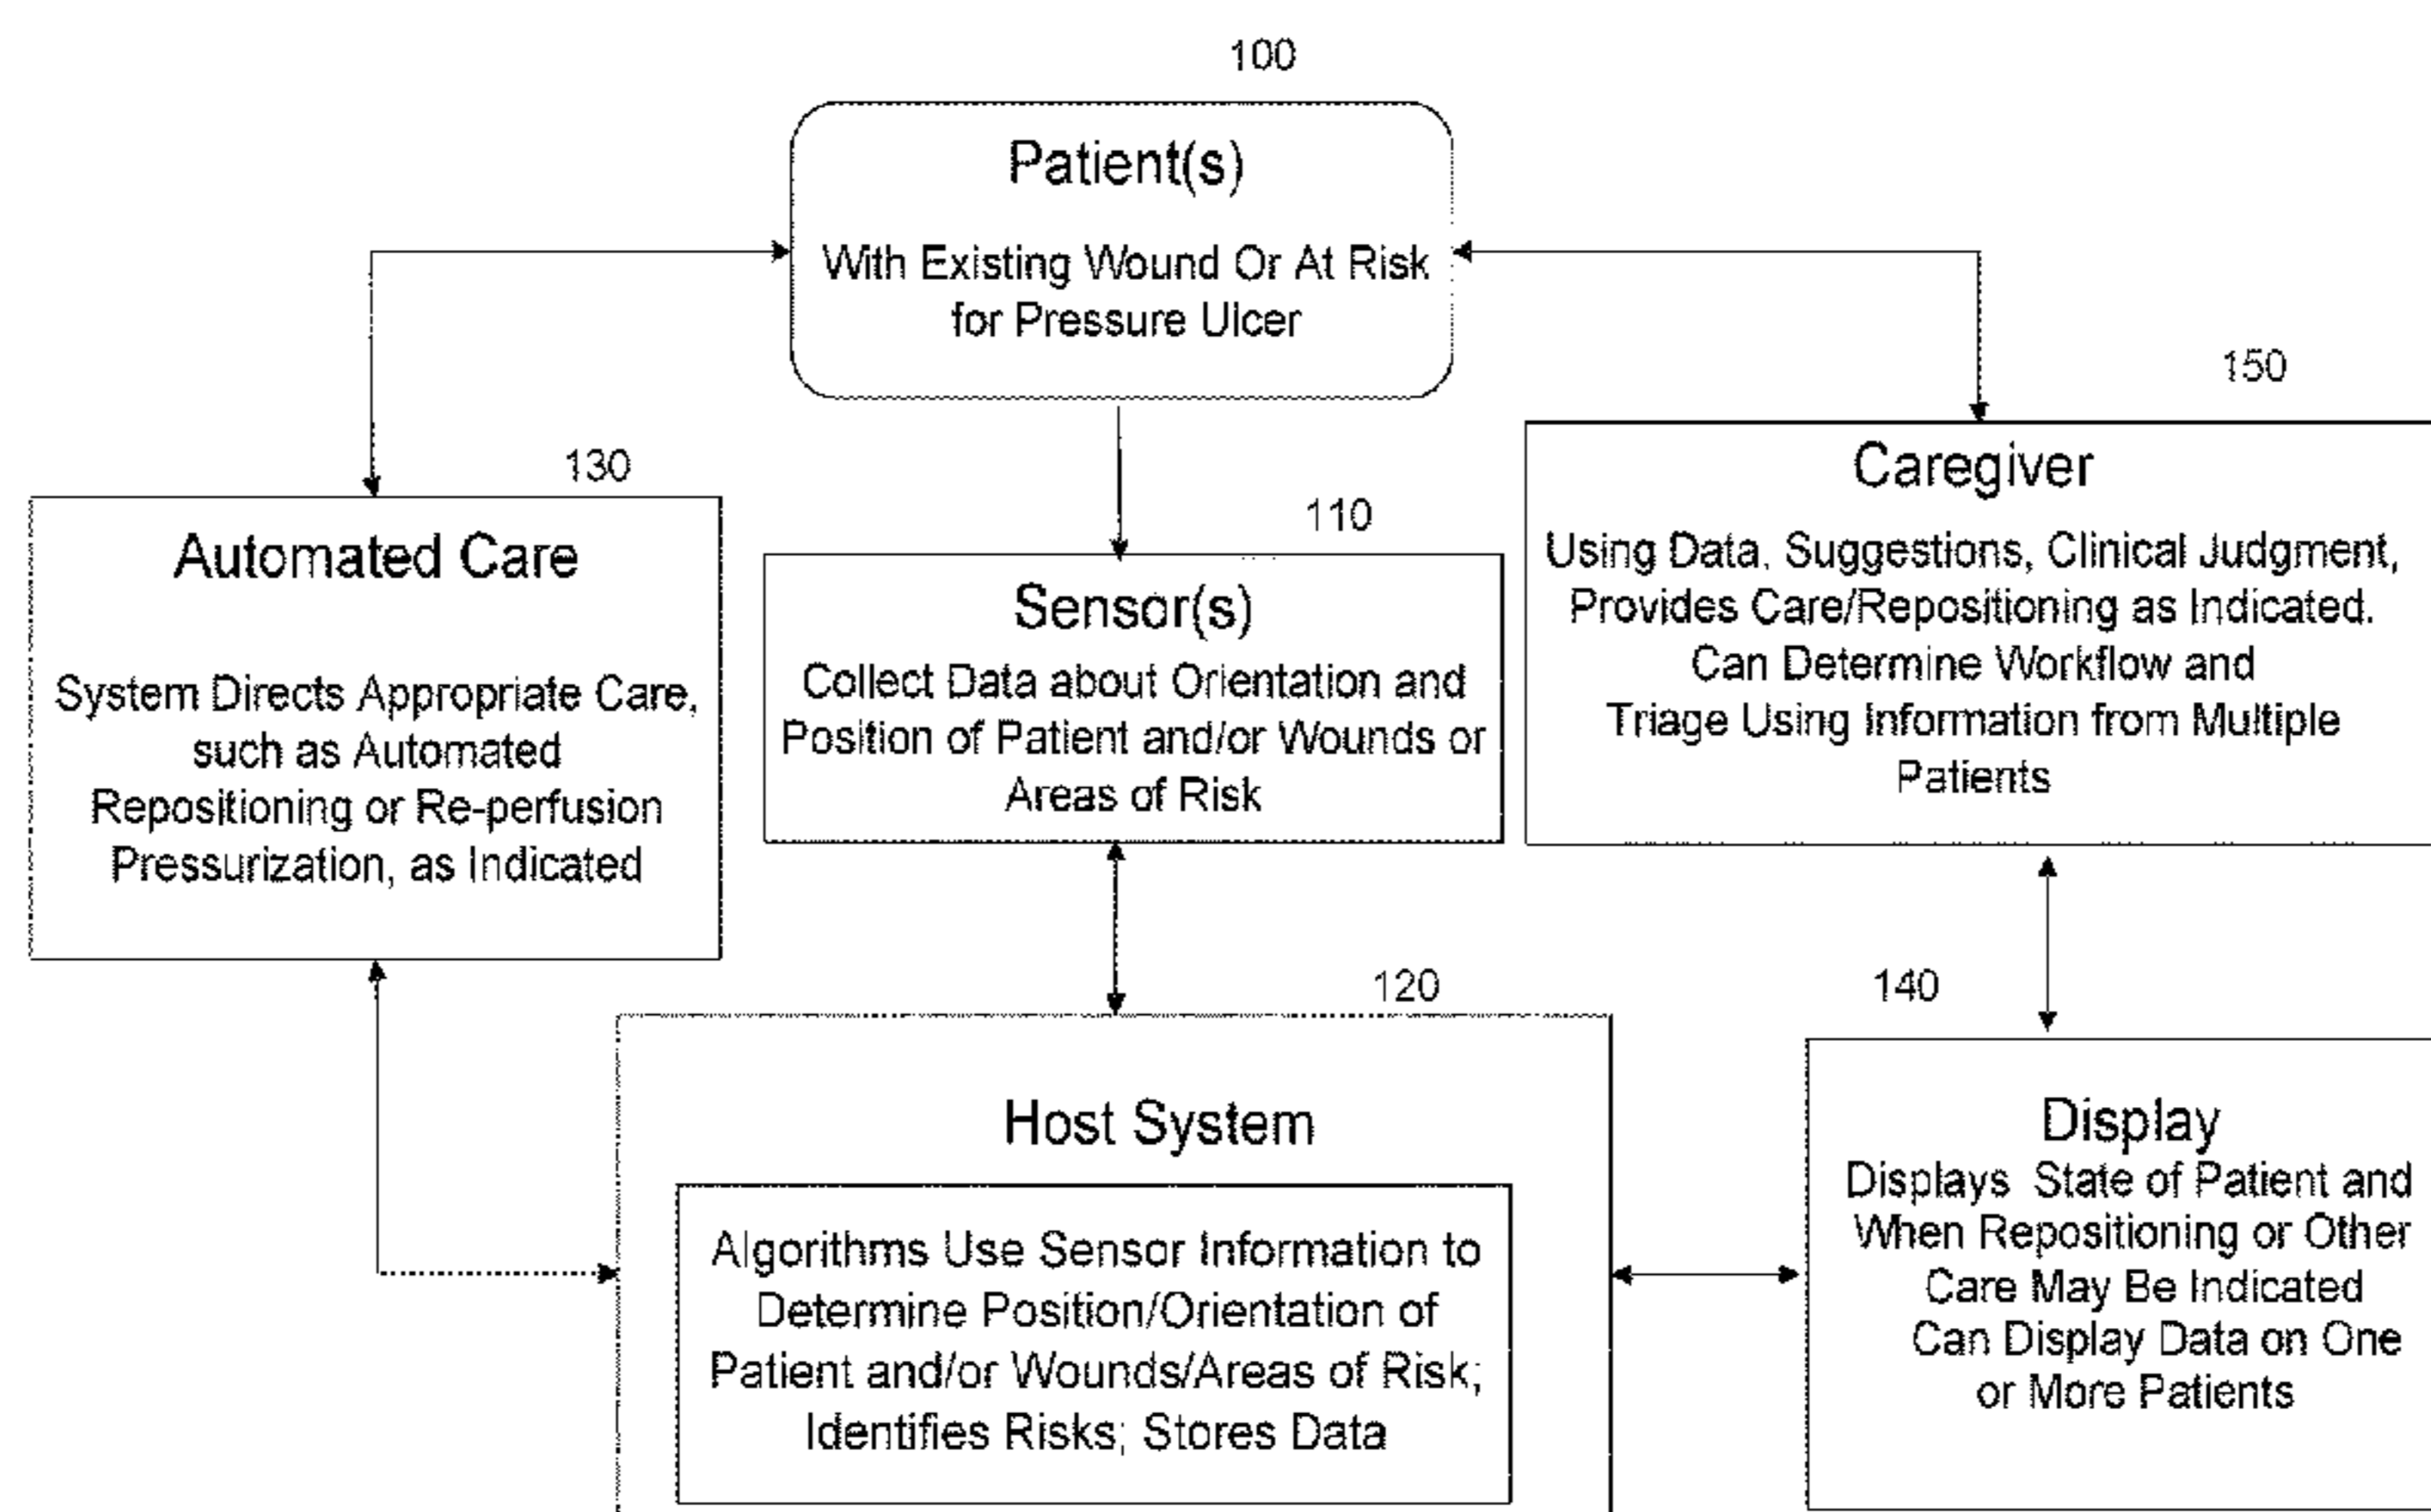 100
Patient(s)
With Existing Wound Or At Risk
for Pressure Ulcer
130
Automated Care
System Directs Appropriate Care,
such as Automated
Repositioning or Re-perfusion
Pressurization, as Indicated
110
Sensor(s)
Collect Data about Orientation and
Position of Patient and/or Wounds or
Areas of Risk
150
Caregiver
Using Data, Suggestions, Clinical Judgment,
Provides Care/Repositioning as Indicated.
Can Determine Workflow and
Triage Using Information from Multiple
Patients
120
Host System
Algorithms Use Sensor Information to
Determine Position/Orientation of
Patient and/or Wounds/Areas of Risk;
Identifies Risks; Stores Data
140
Display
Displays State of Patient and
When Repositioning or Other
Care May Be Indicated
Can Display Data on One
or More Patients